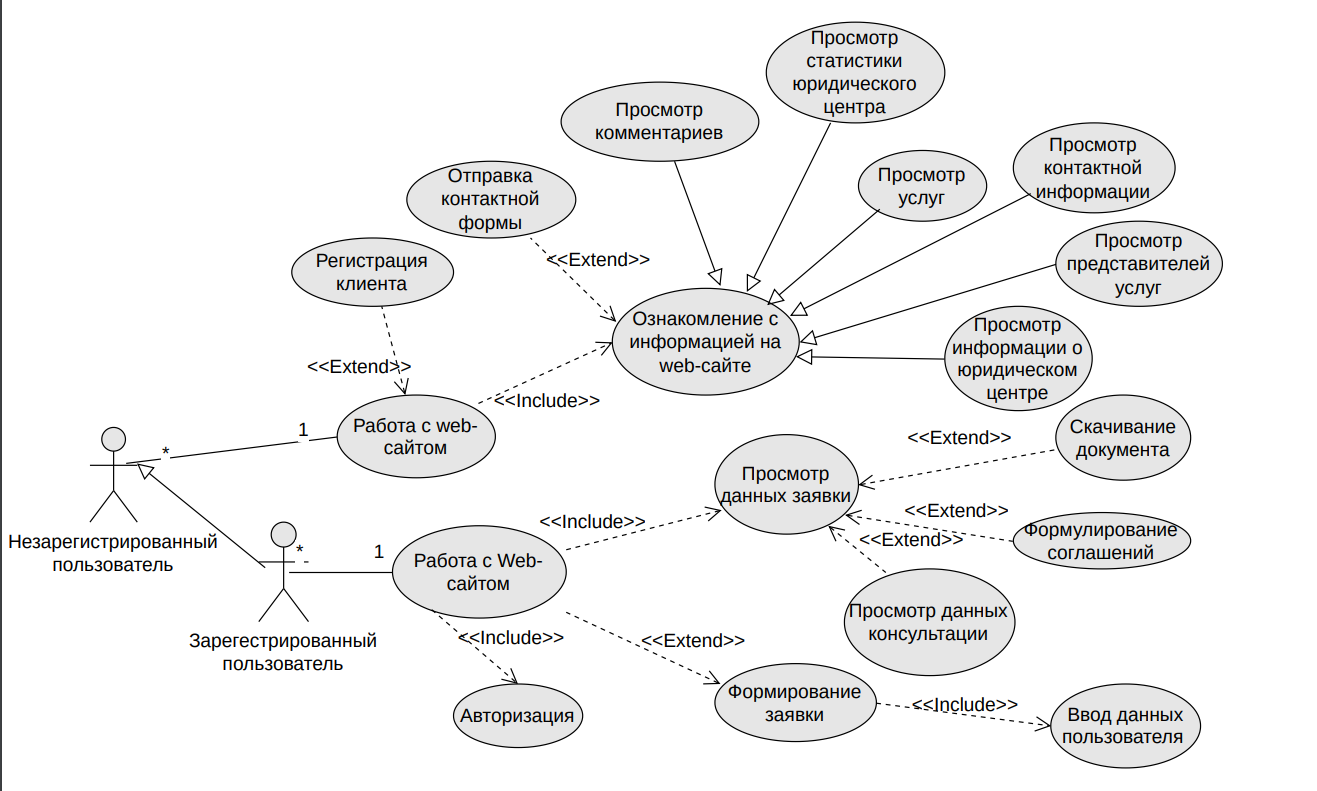 Просмотр
статистики
юридического
центра
Просмотр
комментариев
Просмотр
контактной
информации
Отправка
контактной
формы
Просмотр
услуг
Просмотр
представителей
услуг
Регистрация
клиента
<<Extend>>
Ознакомление с
информацией на
web-сайте
Просмотр
информации о
юридическом
центре
<<Extend>>
<<Include>>
Работа с web-
сайтом
1
*
Незарегистрированный
пользователь
Скачивание
документа
<<Extend>>
Просмотр
данных заявки
<<Extend>>
Формулирование
соглашений
<<Include>>
<<Extend>>
*
1
Работа с Web-
сайтом
Зарегестрированный
пользователь
Просмотр данных
консультации
<<Include>>
<<Extend>>
Авторизация
Формирование
заявки
<<Include>>
Ввод данных
пользователя